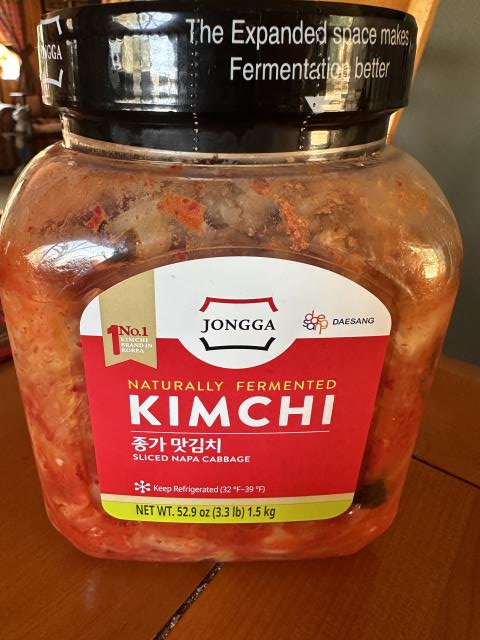 JONGGA
The Expanded space makes
Fermentation better
No.1
KIMCHI
BRAND IN
KOREA
JONGGA
daesang
DAESANG
NATURALLY FERMENTED
KIMCHI
종가 맛김치
SLICED NAPA CABBAGE
Keep Refrigerated (32 °F~39 °F)
NET WT. 52.9 oz (3.3 lb) 1.5 kg